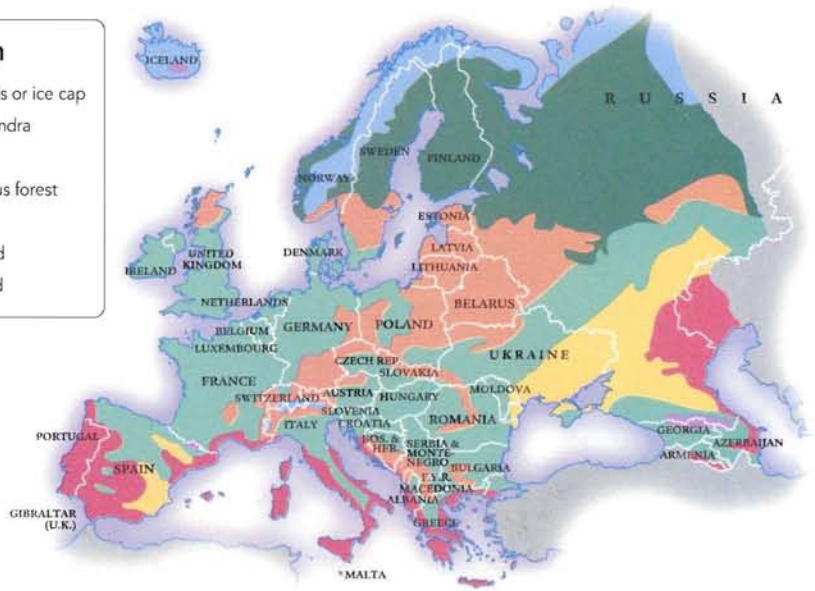 s or ice cap
ndra
s forest
ICELAND
R U S S I A
SWEDEN
FINLAND
NORWAY
ESTONIA
LATVIA
LITHUANIA
DENMARK
UNITED
KINGDOM
IRELAND
NETHERLANDS
BELARUS
BELGIUM
GERMANY
POLAND
LUXEMBOURG
UKRAINE
CZECH REP.
SLOVAKIA
FRANCE
SWITZERLAND
AUSTRIA
HUNGARY
MOLDOVA
SLOVENIA
CROATIA
ROMANIA
ITALY
PORTUGAL
SPAIN
BOS. &
HER.
SERBIA &
MONTE-
NEGRO
BULGARIA
F.Y.R.
MACEDONIA
ALBANIA
GREECE
GEORGIA
AZERBAIJAN
ARMENIA
GIBRALTAR
(U.K.)
MALTA